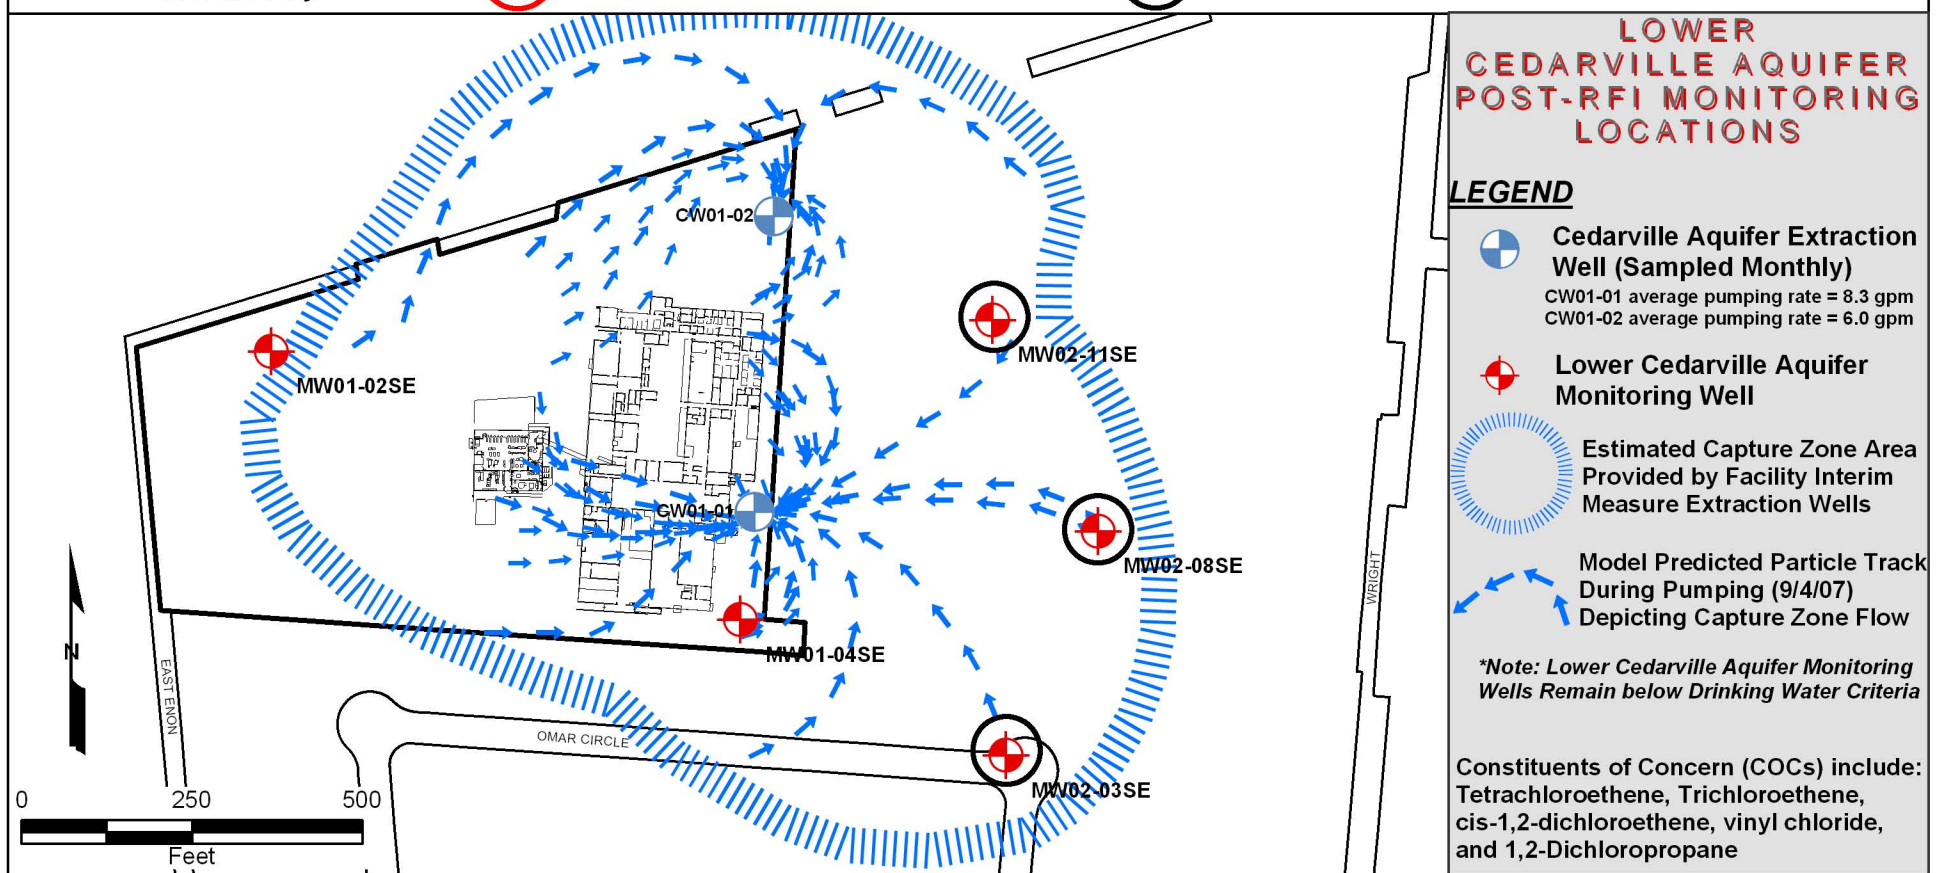 LOWER
CEDARVILLE AQUIFER
POST-RFI MONITORING
LOCATIONS
LEGEND
Cedarville Aquifer Extraction
Well (Sampled Monthly)
CW01-01 average pumping rate = 8.3 gpm
CW01-02 average pumping rate = 6.0 gpm
Lower Cedarville Aquifer
Monitoring Well
Estimated Capture Zone Area
Provided by Facility Interim
Measure Extraction Wells
Model Predicted Particle Track
During Pumping (9/4/07)
Depicting Capture Zone Flow
*Note: Lower Cedarville Aquifer Monitoring
Wells Remain below Drinking Water Criteria
Constituents of Concern (COCs) include:
Tetrachloroethene, Trichloroethene,
cis-1,2-dichloroethene, vinyl chloride,
and 1,2-Dichloropropane
CW01-02
MW02-11SE
MW01-02SE
CW01-01
MW02-08SE
MW01-04SE
MW02-03SE
WRIGHT
EAST ENON
OMAR CIRCLE
N
0 250 500
Feet